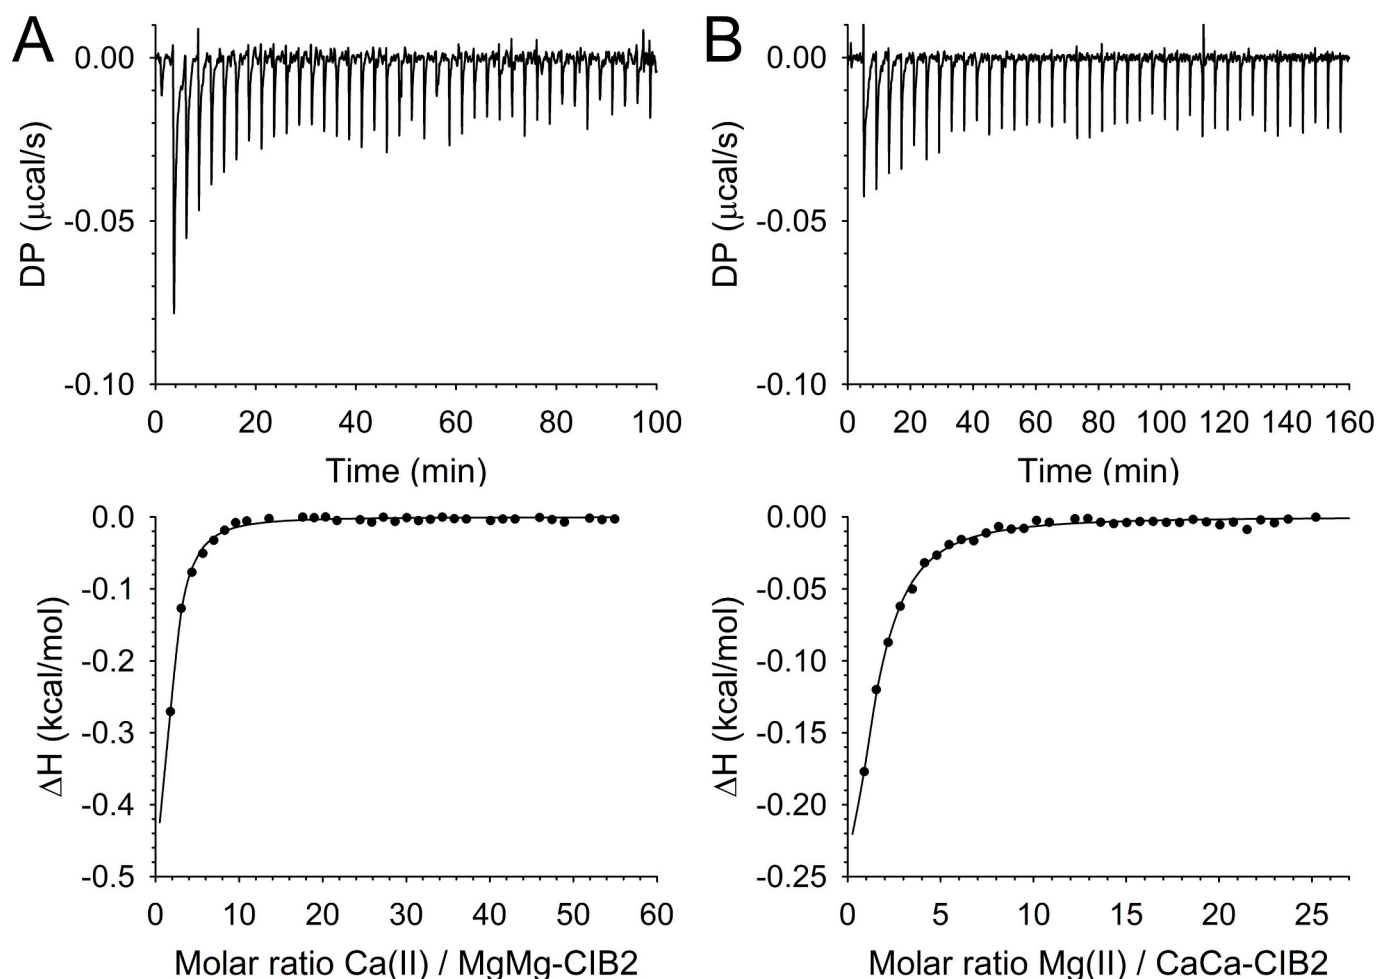 A
0.00
-0.05
-0.10
DP (µcal/s)
0 20 40 60 80 100
Time (min)
0.0
-0.1
-0.2
-0.3
-0.4
-0.5
ΔH (kcal/mol)
0 10 20 30 40 50 60
Molar ratio Ca(II) / MgMg-CIB2
B
0.00
-0.05
-0.10
DP (µcal/s)
0 20 40 60 80 100 120 140 160
Time (min)
0.0
-0.05
-0.10
-0.15
-0.20
-0.25
ΔH (kcal/mol)
0 5 10 15 20 25
Molar ratio Mg(II) / CaCa-CIB2